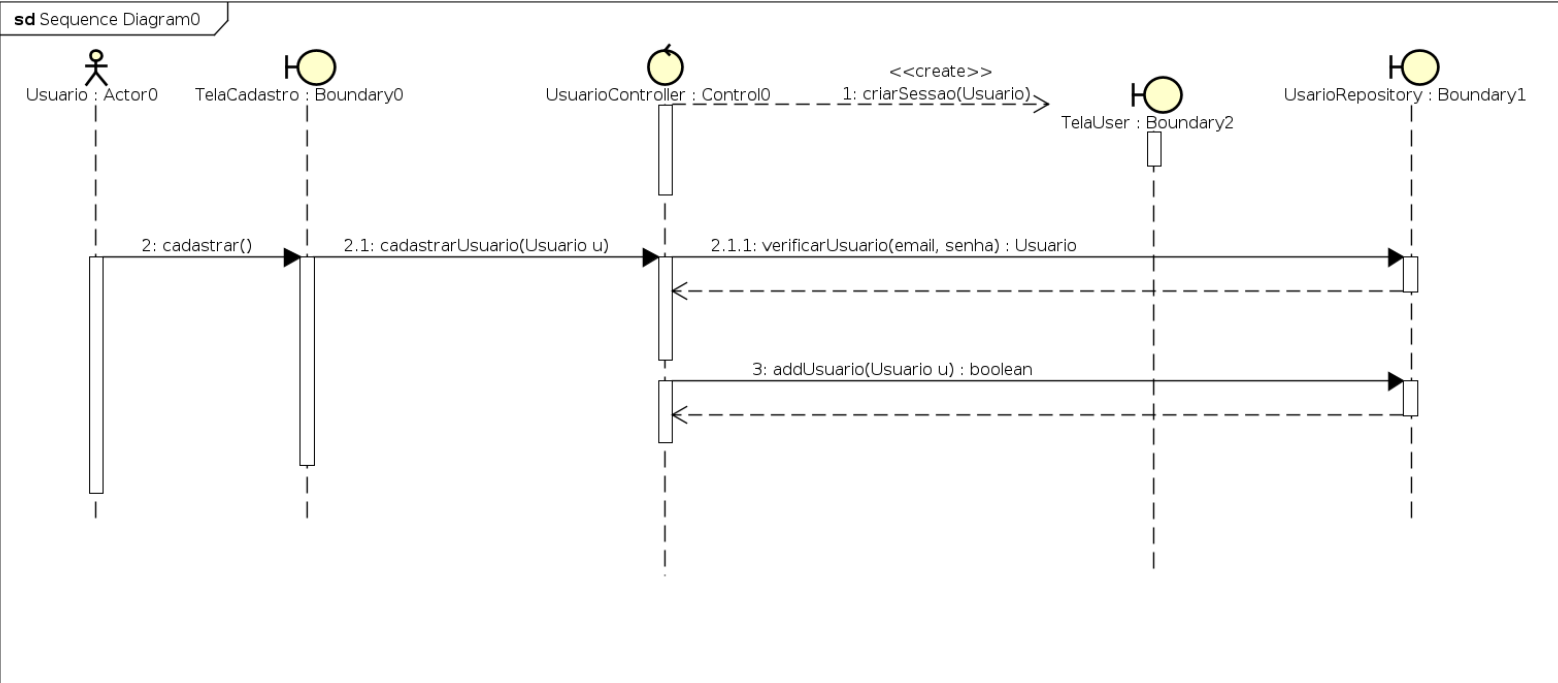 sd Sequence Diagram0
Usuario : Actor0
TelaCadastro : Boundary0
UsuarioController : Control0
<<create>>
1: criarSessao(Usuario)
TelaUser : Boundary2
UsarioRepository : Boundary1
2: cadastrar()
2.1: cadastrarUsuario(Usuario u)
2.1.1: verificarUsuario(email, senha) : Usuario
3: addUsuario(Usuario u) : boolean